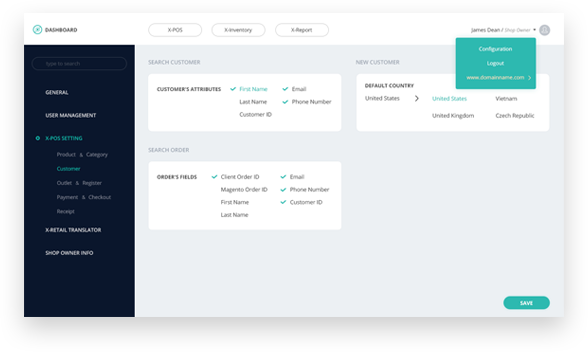 DASHBOARD
X-POS
X-Inventory
X-Report
James Dean // Shop Owner
Configuration
Logout
www.domainname.com
type to search
GENERAL
USER MANAGEMENT
X-POS SETTING
Product & Category
Customer
Outlet & Register
Payment & Checkout
Receipt
X-RETAIL TRANSLATOR
SHOP OWNER INFO
SEARCH CUSTOMER
CUSTOMER'S ATTRIBUTES
First Name
Email
Last Name
Phone Number
Customer ID
NEW CUSTOMER
DEFAULT COUNTRY
United States
United States
Vietnam
United Kingdom
Czech Republic
SEARCH ORDER
ORDER'S FIELDS
Client Order ID
Email
Magento Order ID
Phone Number
First Name
Customer ID
Last Name
SAVE